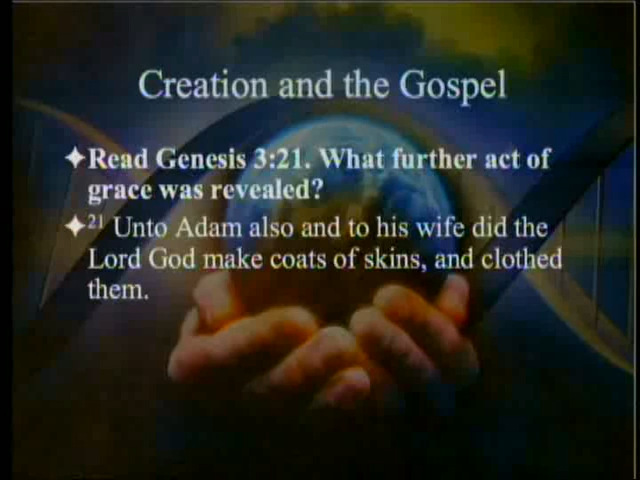 Creation and the Gospel
✦Read Genesis 3:21. What further act of
grace was revealed?
✦21 Unto Adam also and to his wife did the
Lord God make coats of skins, and clothed
them.